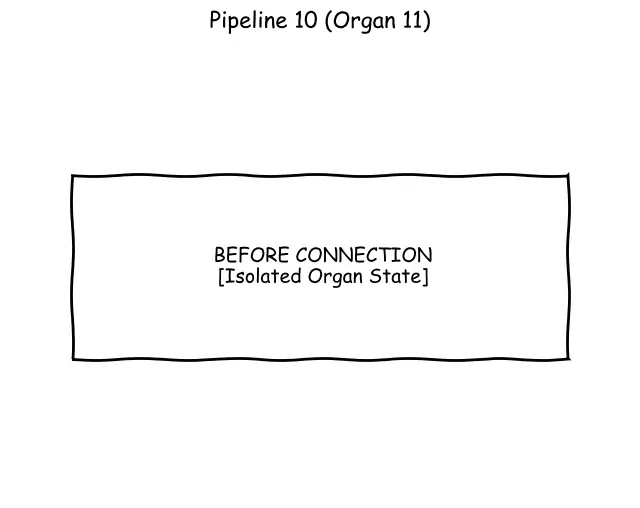 Pipeline 10 (Organ 11)
BEFORE CONNECTION
[Isolated Organ State]